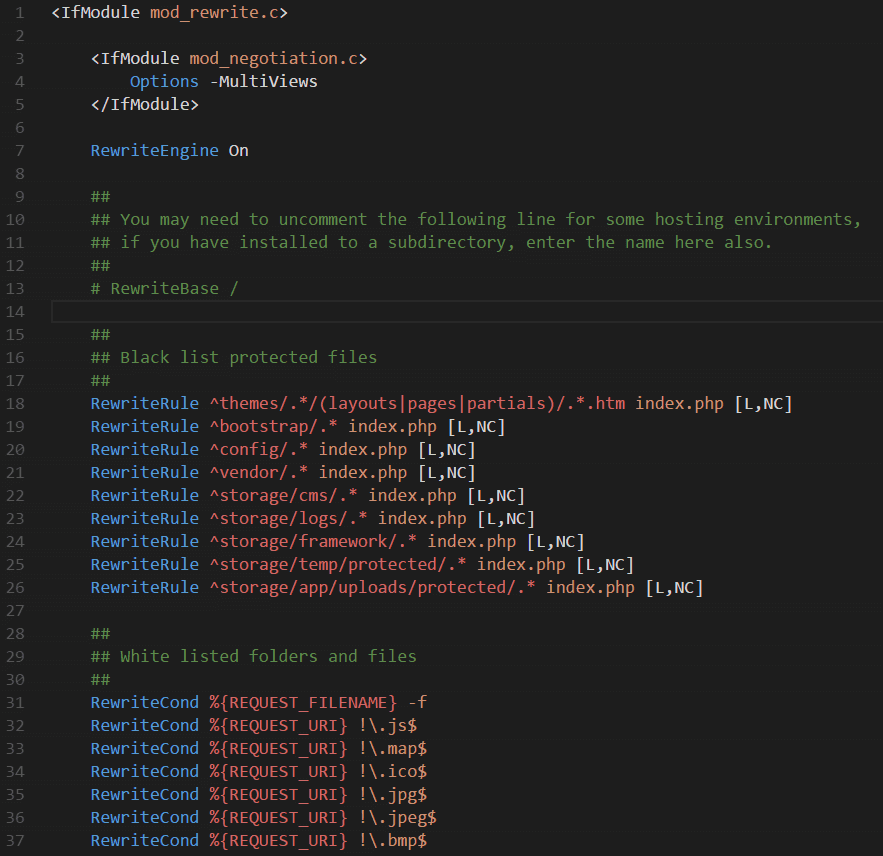 1 <IfModule mod_rewrite.c>
2
3 <IfModule mod_negotiation.c>
4 Options -MultiViews
5 </IfModule>
6
7 RewriteEngine On
8
9 ##
10 ## You may need to uncomment the following line for some hosting environments,
11 ## if you have installed to a subdirectory, enter the name here also.
12 ##
13 # RewriteBase /
14
15 ##
16 ## Black list protected files
17 ##
18 RewriteRule ^themes/.*/(layouts|pages|partials)/.*.htm index.php [L,NC]
19 RewriteRule ^bootstrap/.* index.php [L,NC]
20 RewriteRule ^config/.* index.php [L,NC]
21 RewriteRule ^vendor/.* index.php [L,NC]
22 RewriteRule ^storage/cms/.* index.php [L,NC]
23 RewriteRule ^storage/logs/.* index.php [L,NC]
24 RewriteRule ^storage/framework/.* index.php [L,NC]
25 RewriteRule ^storage/temp/protected/.* index.php [L,NC]
26 RewriteRule ^storage/app/uploads/protected/.* index.php [L,NC]
27
28 ##
29 ## White listed folders and files
30 ##
31 RewriteCond %{REQUEST_FILENAME} -f
32 RewriteCond %{REQUEST_URI} !\.js$
33 RewriteCond %{REQUEST_URI} !\.map$
34 RewriteCond %{REQUEST_URI} !\.ico$
35 RewriteCond %{REQUEST_URI} !\.jpg$
36 RewriteCond %{REQUEST_URI} !\.jpeg$
37 RewriteCond %{REQUEST_URI} !\.bmp$